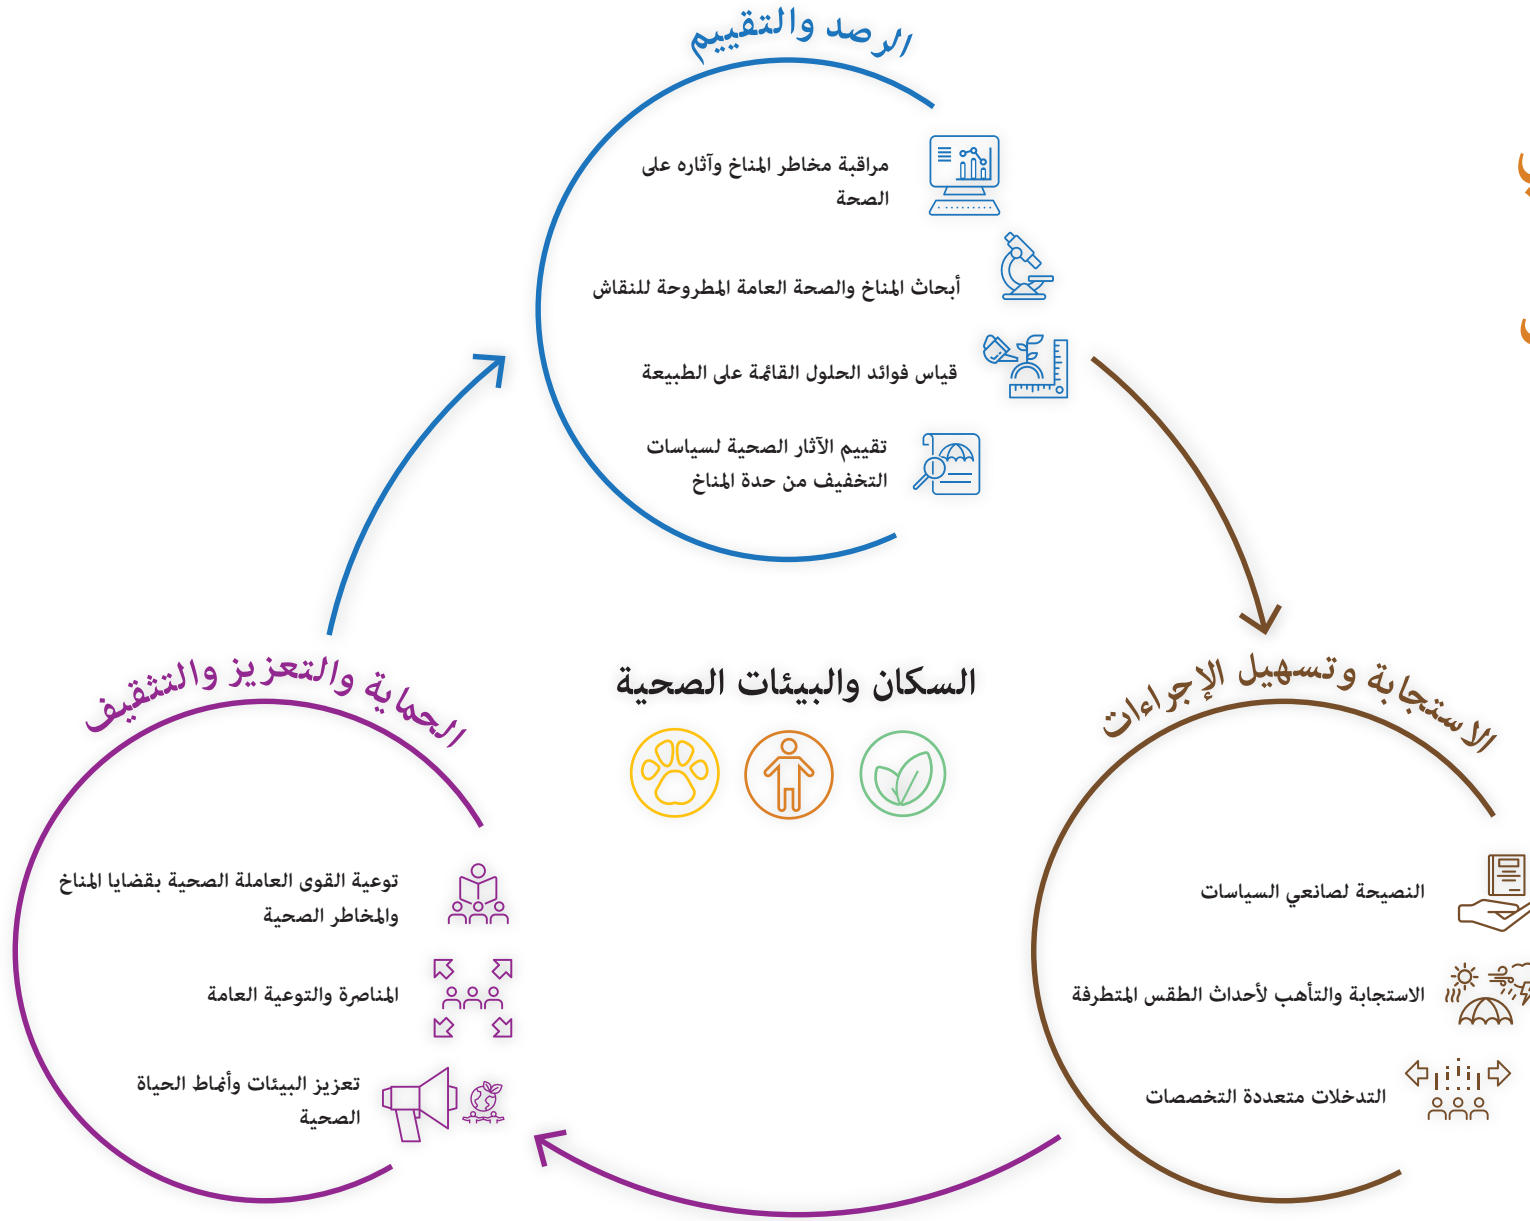 الرصد والتقييم
مراقبة مخاطر المناخ وآثاره على
الصحة
أبحاث المناخ والصحة العامة المطروحة للنقاش
قياس فوائد الحلول القائمة على الطبيعة
تقييم الآثار الصحية لسياسات
التخفيف من حدة المناخ
السكان والبيئات الصحية
الاستجابة وتسهيل الإجراءات
النصيحة لصانعي السياسات
الاستجابة والتأهب لأحداث الطقس المتطرفة
التدخلات متعددة التخصصات
الحماية والتعزيز والتثقيف
توعية القوى العاملة الصحية بقضايا المناخ
والمخاطر الصحية
المناصرة والتوعية العامة
تعزيز البيئات وأنماط الحياة
الصحية